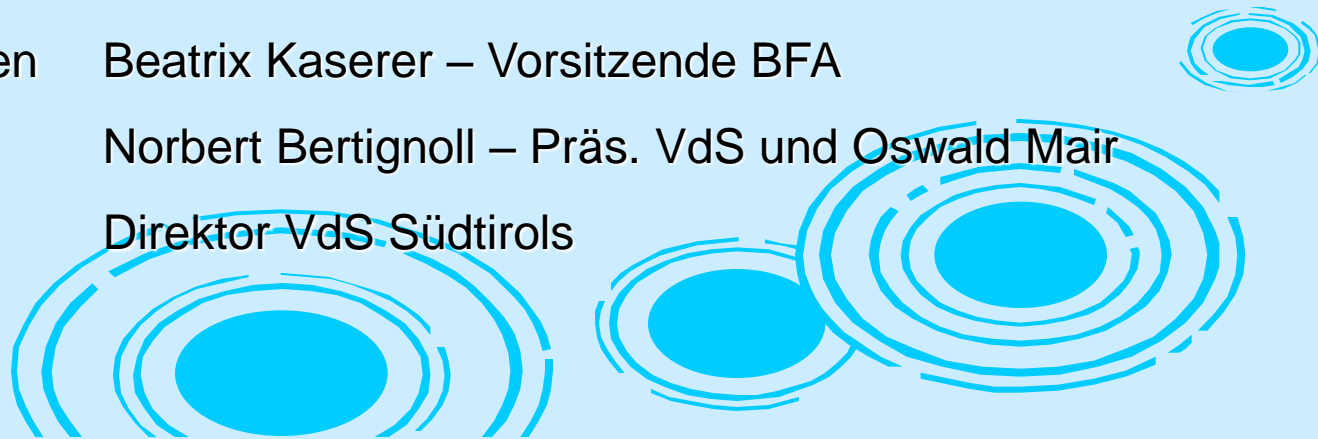 en Beatrix Kaserer – Vorsitzende BFA
Norbert Bertignoll – Präs. VdS und Oswald Mair
Direktor VdS Südtirols